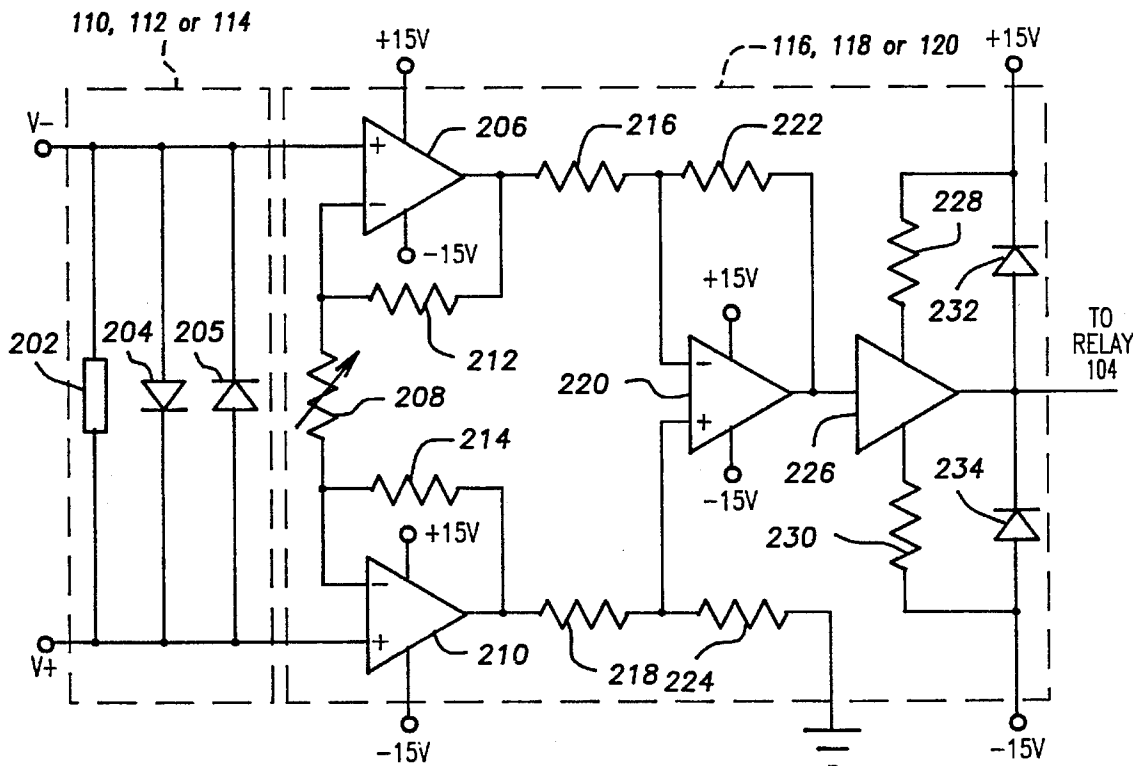 110, 112 or 114
116, 118 or 120
+15V
+15V
V-
206
216
222
+
-
-15V
228
232
212
+15V
TO
RELAY
104
202
204
205
208
220
-
+
226
214
-15V
234
+15V
230
-
+
V+
210
218
224
-15V
-15V